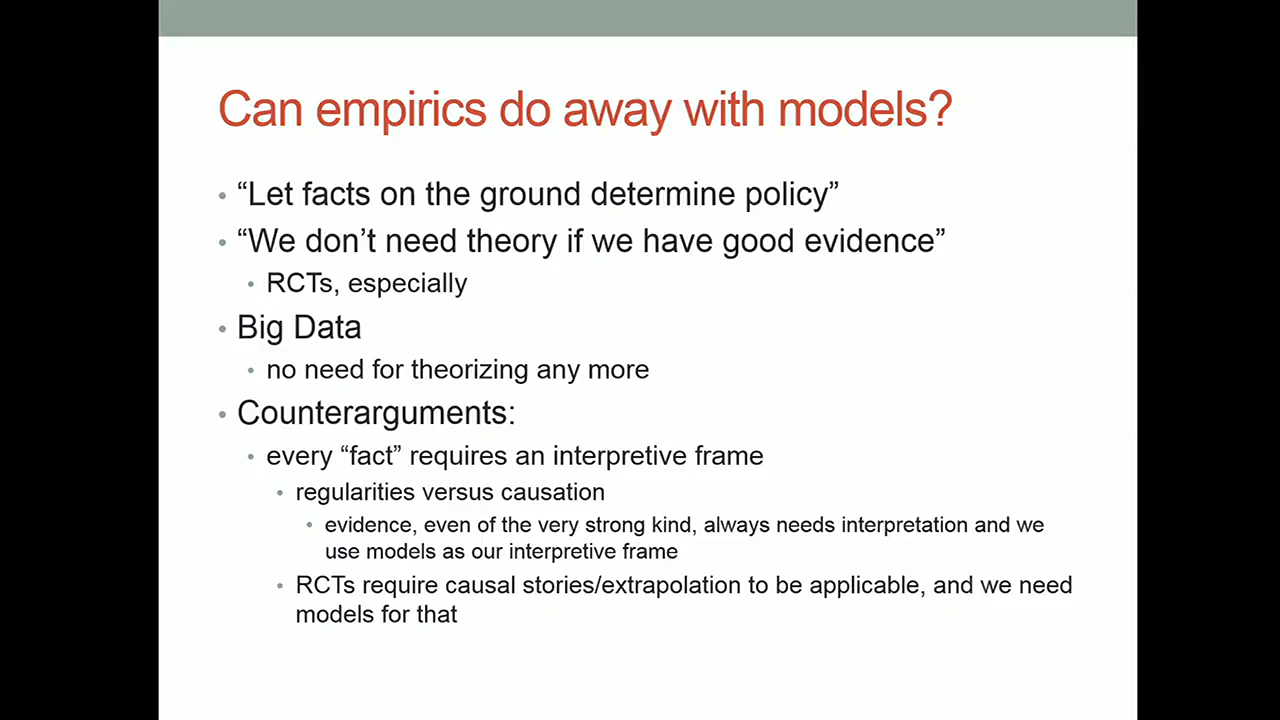 Can empirics do away with models?
• “Let facts on the ground determine policy”
• “We don’t need theory if we have good evidence”
• RCTs, especially
• Big Data
• no need for theorizing any more
• Counterarguments:
• every “fact” requires an interpretive frame
• regularities versus causation
• evidence, even of the very strong kind, always needs interpretation and we
use models as our interpretive frame
• RCTs require causal stories/extrapolation to be applicable, and we need
models for that